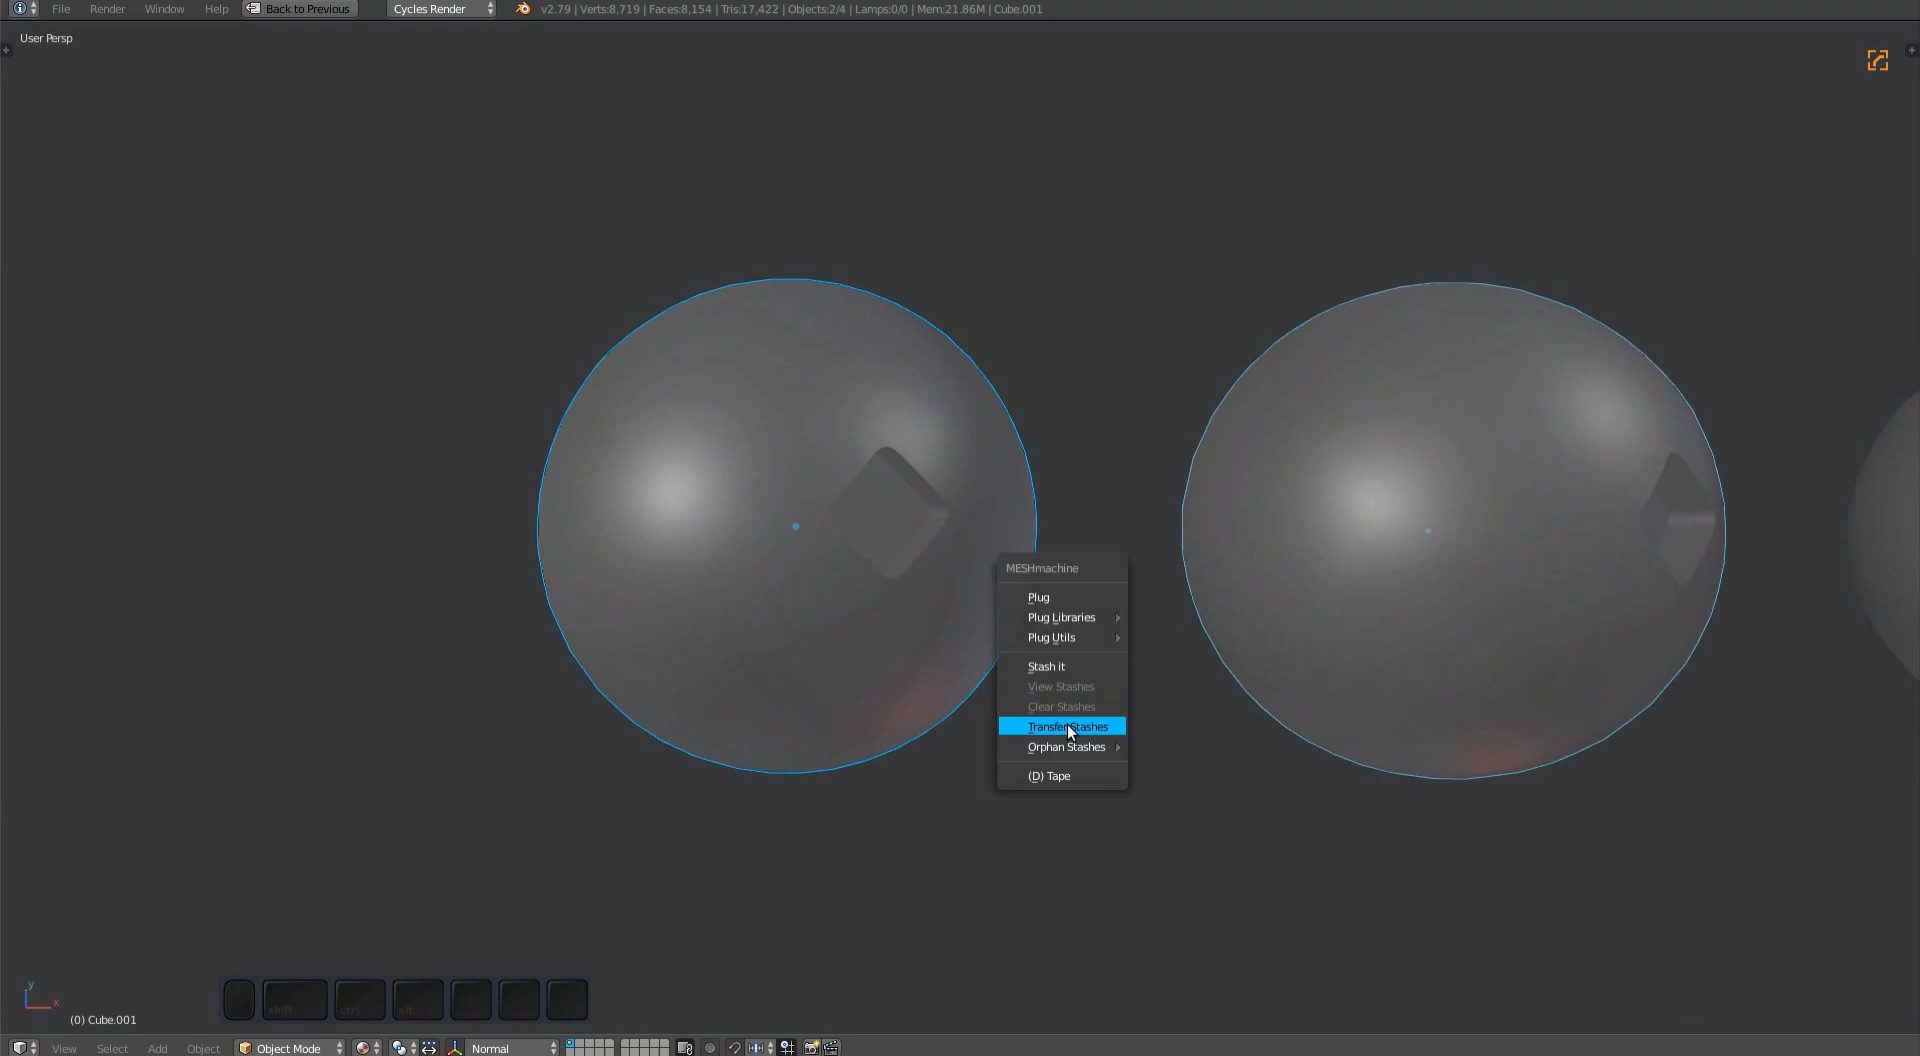 File Render Window Help Back to Previous Cycles Render v2.79 | Verts:8,719 | Faces:8,154 | Tris:17,422 | Objects:2/4 | Lamps:0/0 | Mem:21.86M | Cube.001
User Persp
MESHmachine
Plug
Plug Libraries
Plug Utils
Stash it
View Stashes
Clear Stashes
Transfer Stashes
Orphan Stashes
(D) Tape
y
x
shift ctrl alt
(0) Cube.001
View Select Add Object Object Mode Normal